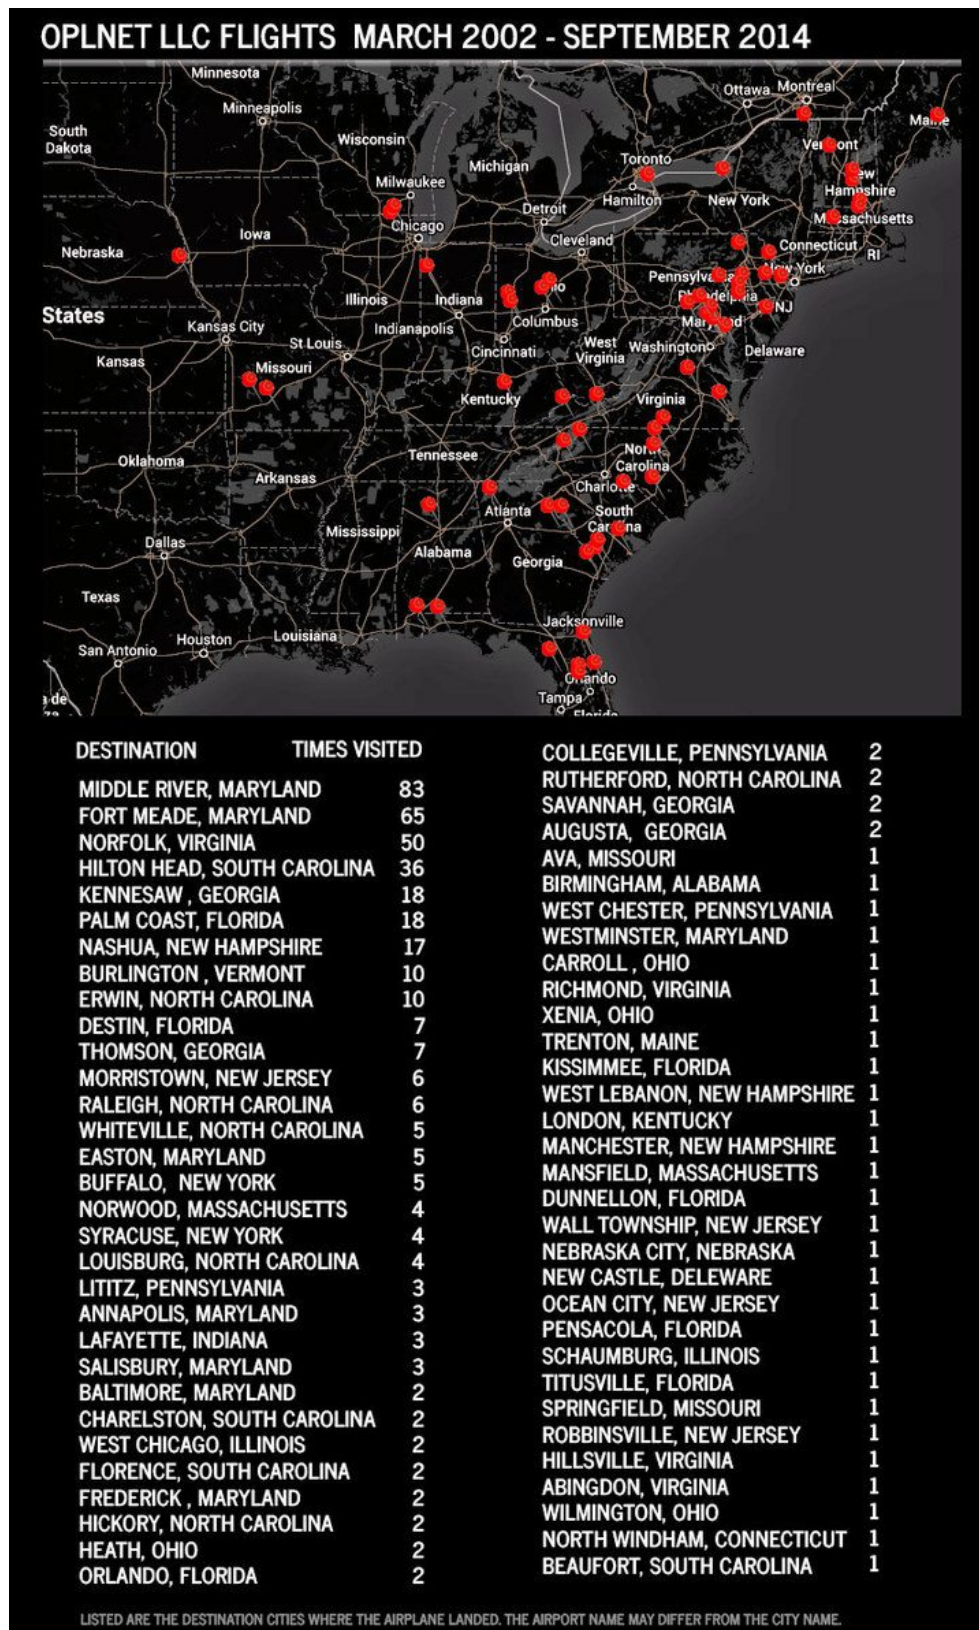 OPLNET LLC FLIGHTS MARCH 2002 - SEPTEMBER 2014
Minnesota
Ottawa Montreal
Minneapolis
South Dakota
Wisconsin
Maine
Vermont
Michigan
Toronto
New Hampshire
Milwaukee
Hamilton
New York
Detroit
Massachusetts
Chicago
Iowa
Cleveland
Connecticut
RI
Nebraska
Pennsylvania
New York
Illinois
Indiana
Ohio
Philadelphia
NJ
States
Kansas City
Indianapolis
Columbus
Maryland
St Louis
Cincinnati
West Virginia
Washington
Delaware
Kansas
Missouri
Kentucky
Virginia
Oklahoma
Tennessee
North Carolina
Arkansas
Charlotte
Atlanta
South Carolina
Mississippi
Dallas
Alabama
Georgia
Texas
Jacksonville
Houston
Louisiana
San Antonio
Orlando
Tampa
Florida
a de
za
DESTINATION TIMES VISITED
MIDDLE RIVER, MARYLAND 83
FORT MEADE, MARYLAND 65
NORFOLK, VIRGINIA 50
HILTON HEAD, SOUTH CAROLINA 36
KENNESAW , GEORGIA 18
PALM COAST, FLORIDA 18
NASHUA, NEW HAMPSHIRE 17
BURLINGTON , VERMONT 10
ERWIN, NORTH CAROLINA 10
DESTIN, FLORIDA 7
THOMSON, GEORGIA 7
MORRISTOWN, NEW JERSEY 6
RALEIGH, NORTH CAROLINA 6
WHITEVILLE, NORTH CAROLINA 5
EASTON, MARYLAND 5
BUFFALO, NEW YORK 5
NORWOOD, MASSACHUSETTS 4
SYRACUSE, NEW YORK 4
LOUISBURG, NORTH CAROLINA 4
LITITZ, PENNSYLVANIA 3
ANNAPOLIS, MARYLAND 3
LAFAYETTE, INDIANA 3
SALISBURY, MARYLAND 3
BALTIMORE, MARYLAND 2
CHARELSTON, SOUTH CAROLINA 2
WEST CHICAGO, ILLINOIS 2
FLORENCE, SOUTH CAROLINA 2
FREDERICK , MARYLAND 2
HICKORY, NORTH CAROLINA 2
HEATH, OHIO 2
ORLANDO, FLORIDA 2
COLLEGEVILLE, PENNSYLVANIA 2
RUTHERFORD, NORTH CAROLINA 2
SAVANNAH, GEORGIA 2
AUGUSTA, GEORGIA 2
AVA, MISSOURI 1
BIRMINGHAM, ALABAMA 1
WEST CHESTER, PENNSYLVANIA 1
WESTMINSTER, MARYLAND 1
CARROLL , OHIO 1
RICHMOND, VIRGINIA 1
XENIA, OHIO 1
TRENTON, MAINE 1
KISSIMMEE, FLORIDA 1
WEST LEBANON, NEW HAMPSHIRE 1
LONDON, KENTUCKY 1
MANCHESTER, NEW HAMPSHIRE 1
MANSFIELD, MASSACHUSETTS 1
DUNNELLON, FLORIDA 1
WALL TOWNSHIP, NEW JERSEY 1
NEBRASKA CITY, NEBRASKA 1
NEW CASTLE, DELEWARE 1
OCEAN CITY, NEW JERSEY 1
PENSACOLA, FLORIDA 1
SCHAUMBURG, ILLINOIS 1
TITUSVILLE, FLORIDA 1
SPRINGFIELD, MISSOURI 1
ROBBINSVILLE, NEW JERSEY 1
HILLSVILLE, VIRGINIA 1
ABINGDON, VIRGINIA 1
WILMINGTON, OHIO 1
NORTH WINDHAM, CONNECTICUT 1
BEAUFORT, SOUTH CAROLINA 1
LISTED ARE THE DESTINATION CITIES WHERE THE AIRPLANE LANDED. THE AIRPORT NAME MAY DIFFER FROM THE CITY NAME.